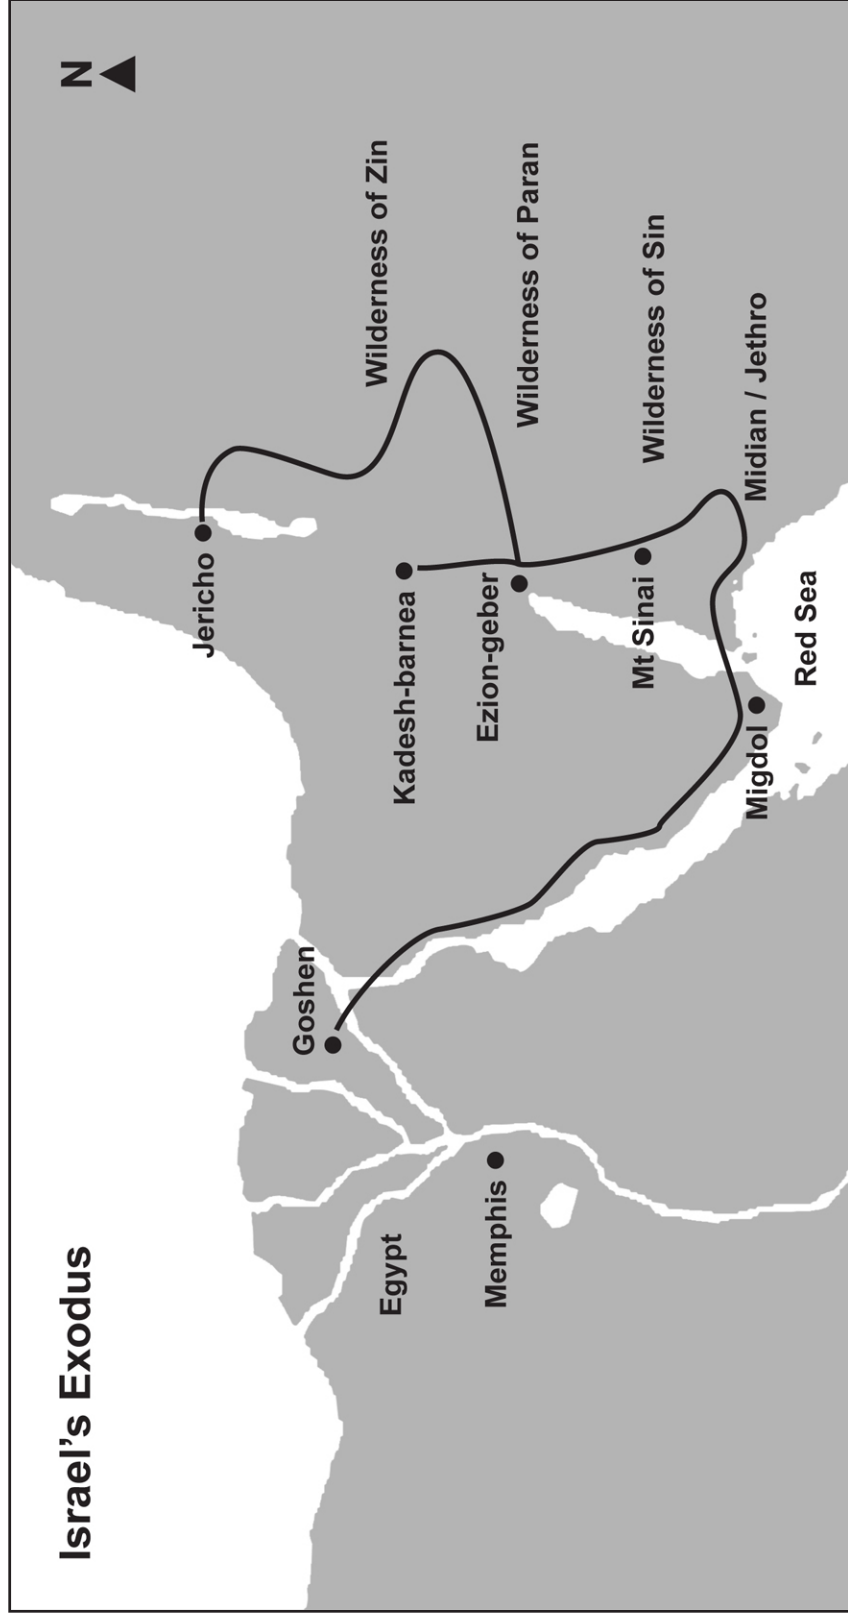 Israel's Exodus
N
Jericho
Goshen
Wilderness of Zin
Egypt
Kadesh-barnea
Memphis
Ezion-geber
Wilderness of Paran
Mt Sinai
Wilderness of Sin
Migdol
Midian / Jethro
Red Sea